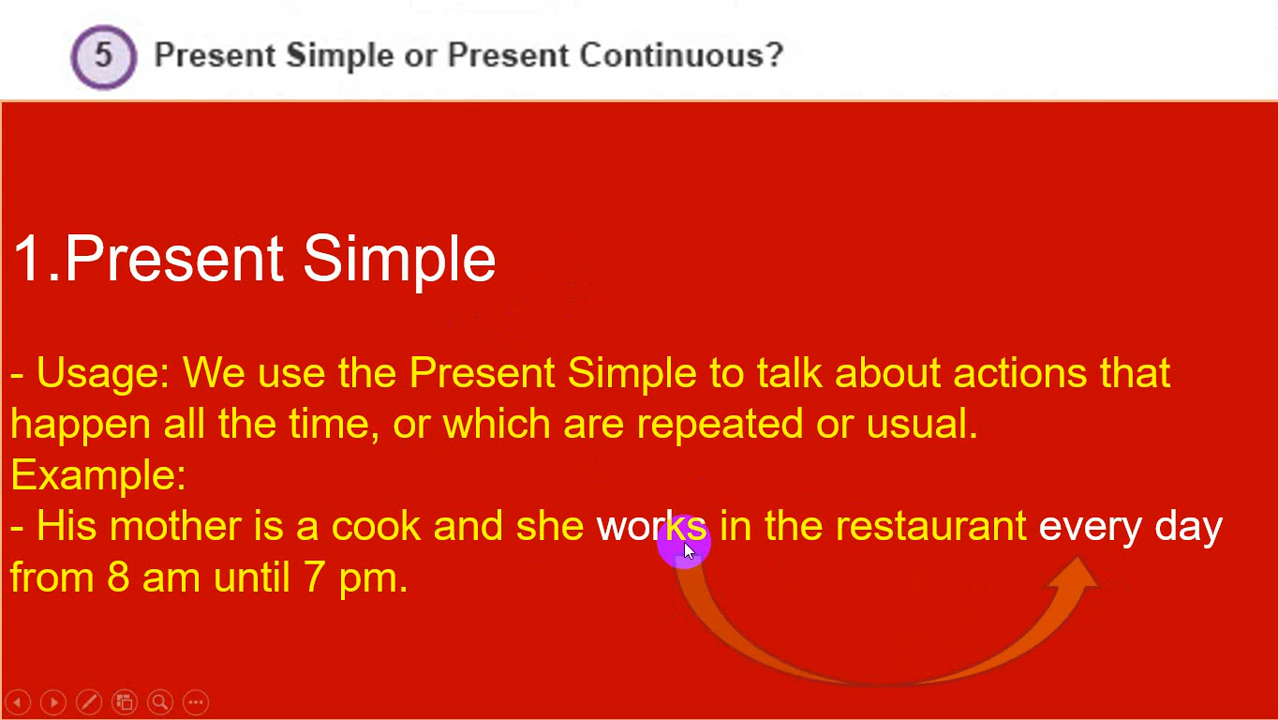 5 Present Simple or Present Continuous?
1.Present Simple
- Usage: We use the Present Simple to talk about actions that
happen all the time, or which are repeated or usual.
Example:
- His mother is a cook and she works in the restaurant every day
from 8 am until 7 pm.